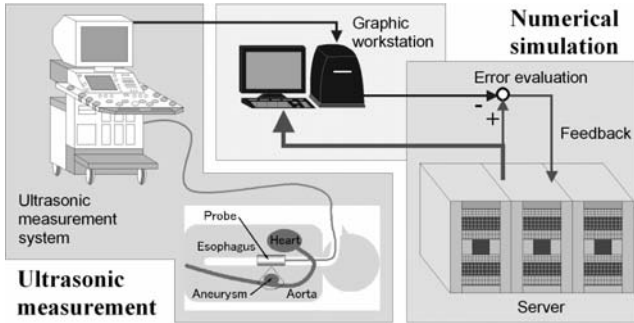 Graphic
workstation
Numerical
simulation
Error evaluation
-
+
Feedback
Ultrasonic
measurement
system
Probe
Esophagus
Heart
Aneurysm
Aorta
Ultrasonic
measurement
Server